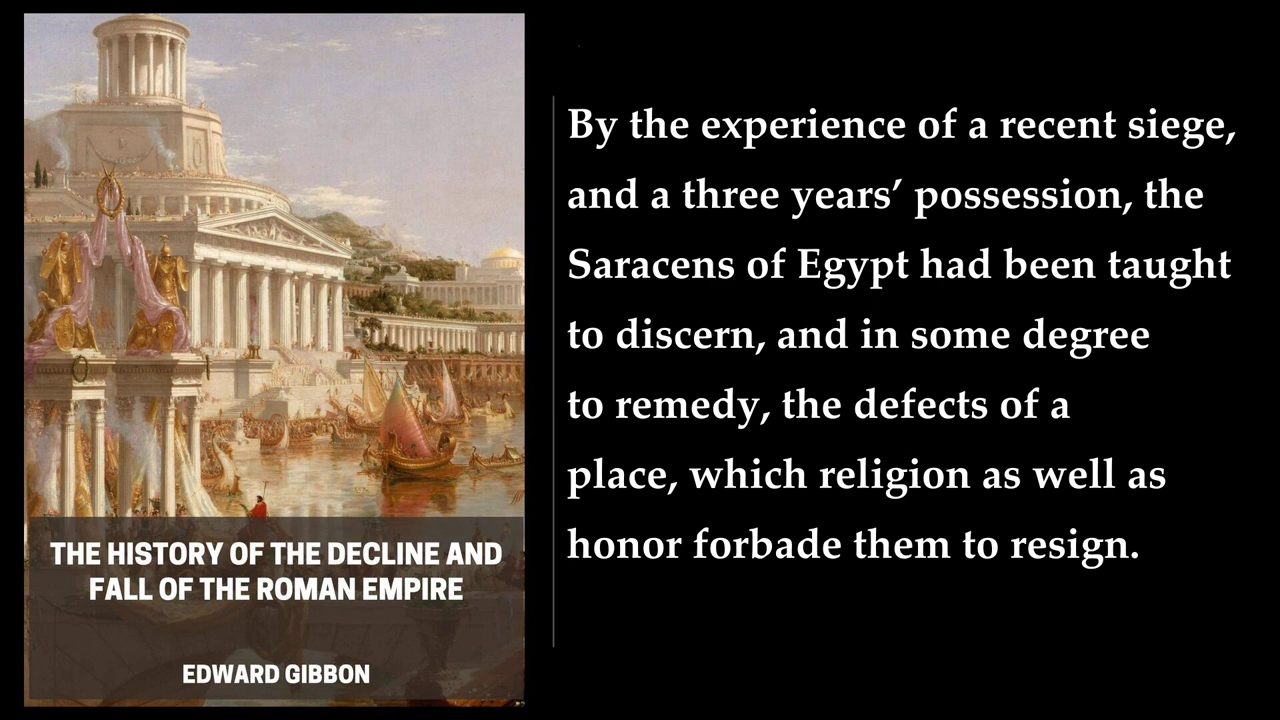 THE HISTORY OF THE DECLINE AND
FALL OF THE ROMAN EMPIRE
EDWARD GIBBON
By the experience of a recent siege,
and a three years’ possession, the
Saracens of Egypt had been taught
to discern, and in some degree
to remedy, the defects of a
place, which religion as well as
honor forbade them to resign.